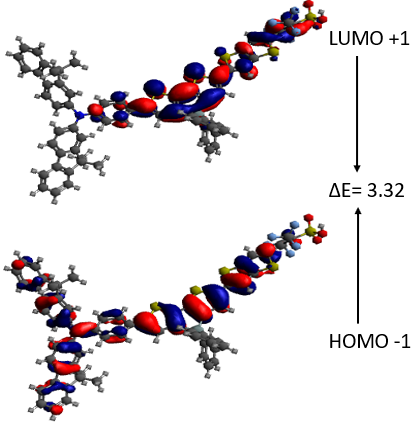 LUMO +1
ΔE= 3.32
HOMO -1